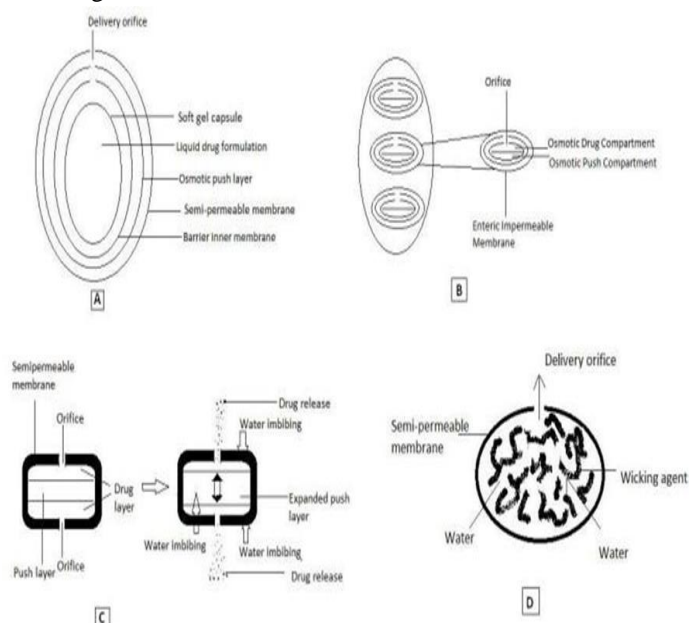 Delivery orifice
Soft gel capsule
Liquid drug formulation
Osmotic push layer
Semi-permeable membrane
Barrier inner membrane
A
Orifice
Osmotic Drug Compartment
Osmotic Push Compartment
Enteric Impermeable
Membrane
B
Semipermeable
membrane
Orifice
Drug
layer
Push layer
Orifice
Drug release
Water imbibing
Expanded push
layer
Water imbibing
Water imbibing
Drug release
C
Delivery orifice
Semi-permeable
membrane
Wicking agent
Water
Water
D